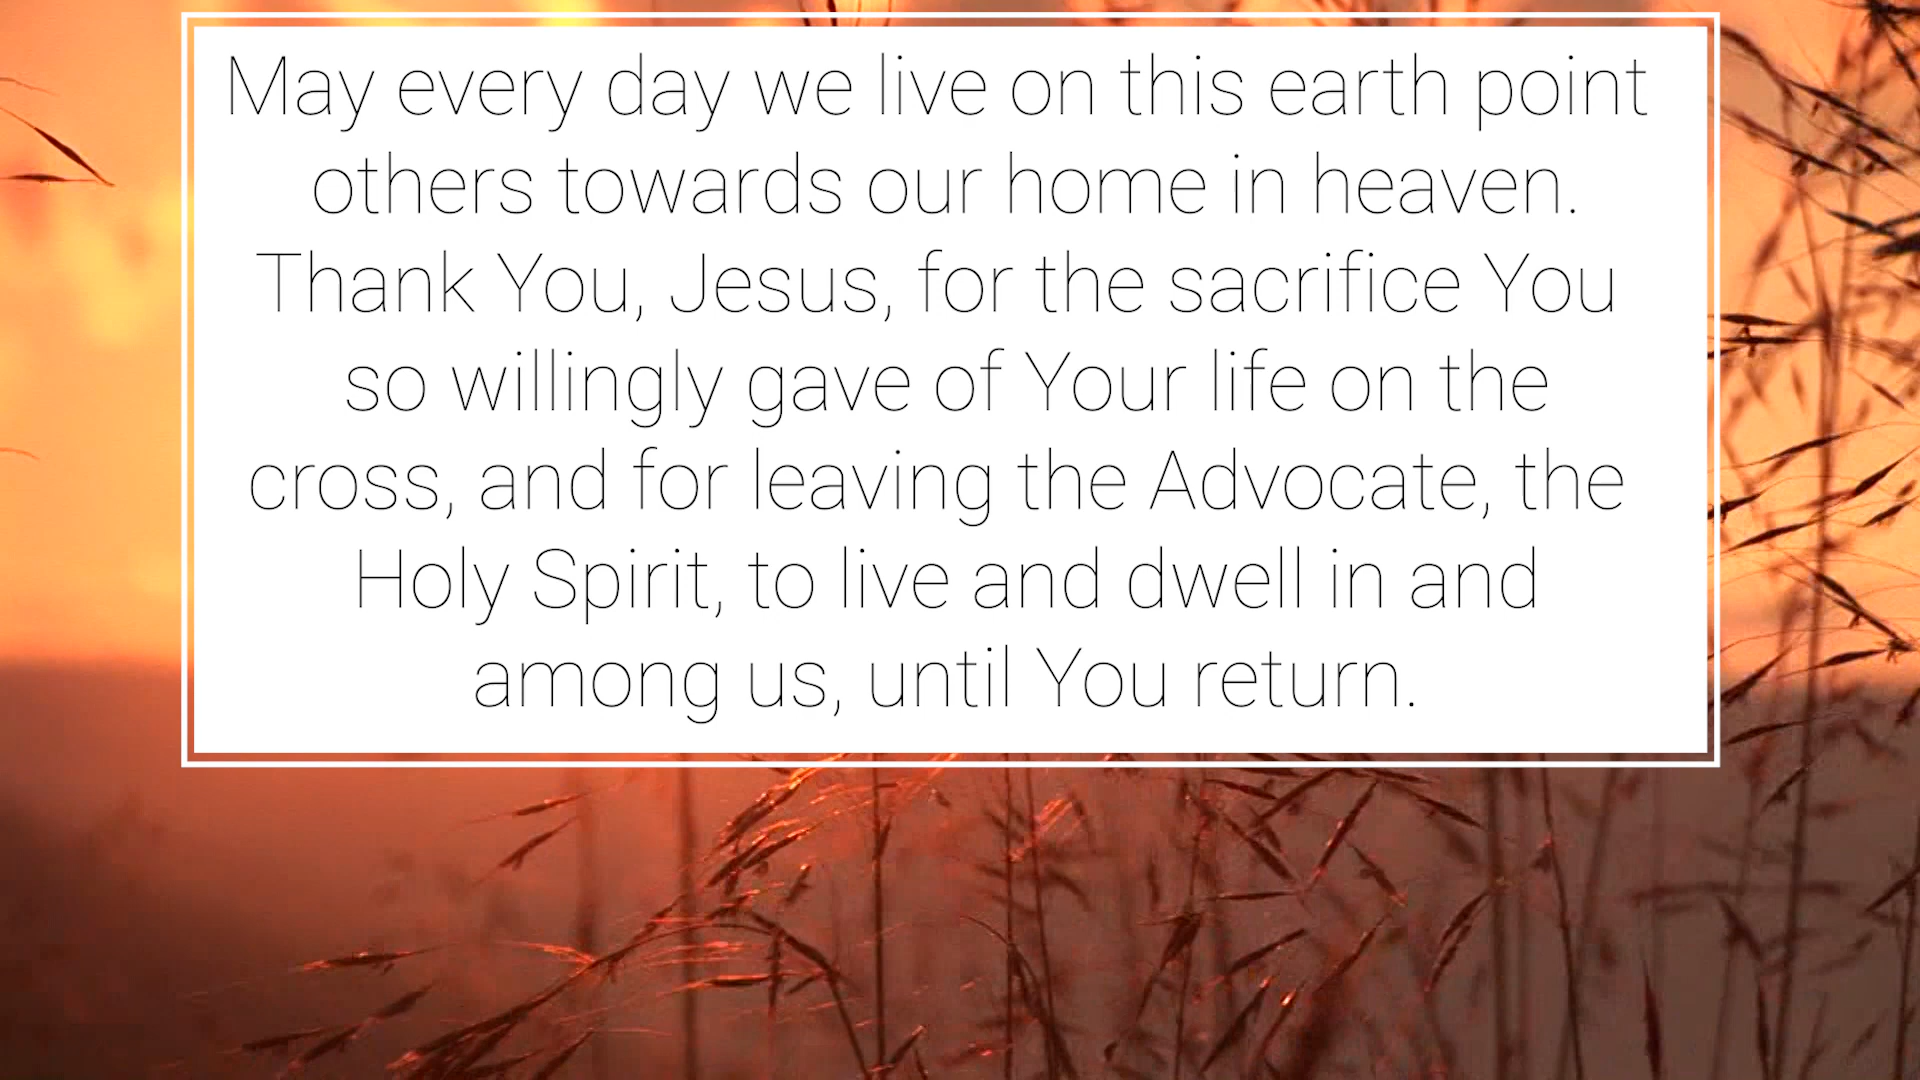 May every day we live on this earth point
others towards our home in heaven.
Thank You, Jesus, for the sacrifice You
so willingly gave of Your life on the
cross, and for leaving the Advocate, the
Holy Spirit, to live and dwell in and
among us, until You return.